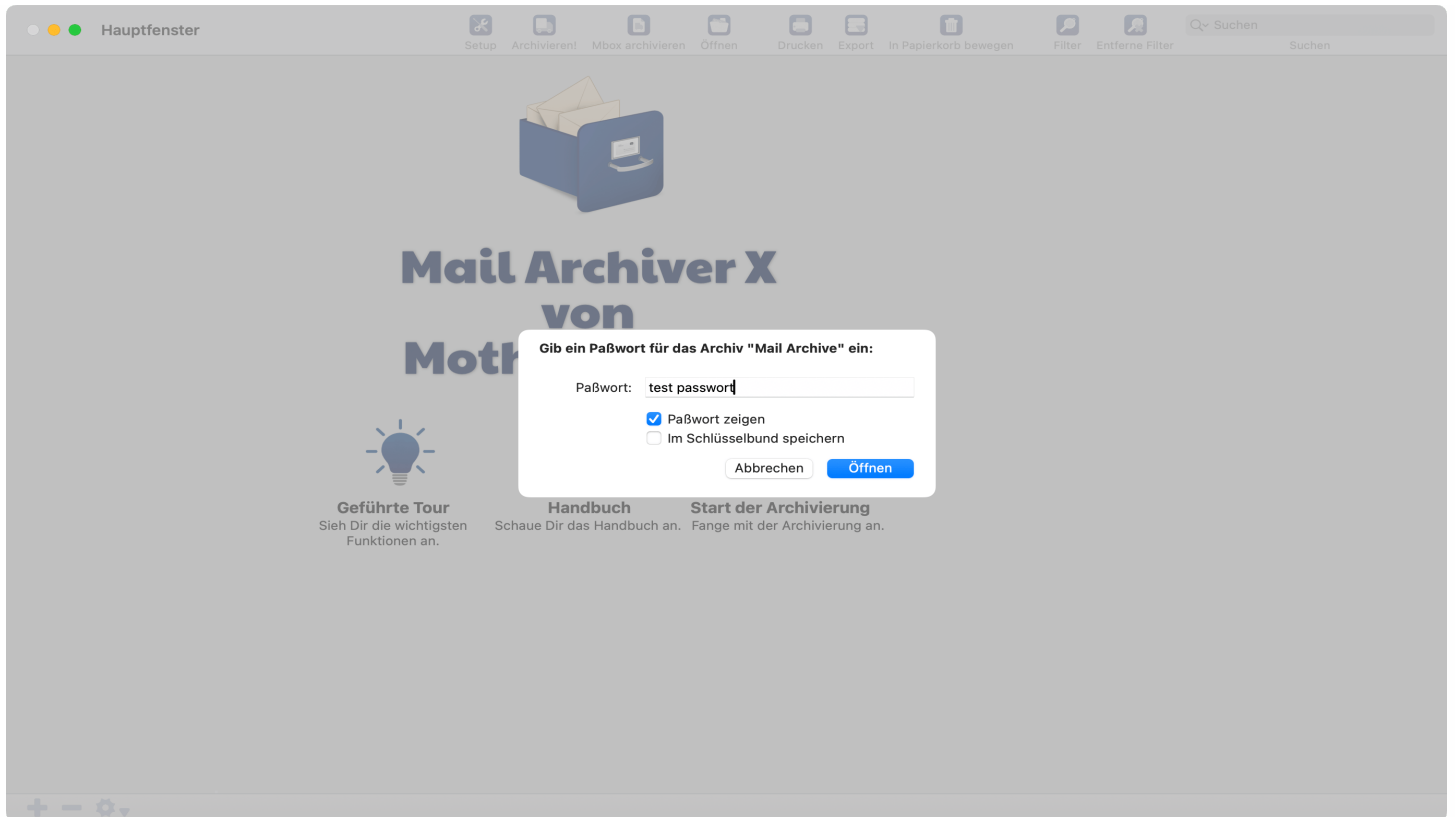 Hauptfenster
Setup
Archivieren!
Mbox archivieren
Öffnen
Drucken
Export
In Papierkorb bewegen
Filter
Entferne Filter
Suchen
Suchen
Mail Archiver X
von
Moth
Gib ein Paßwort für das Archiv "Mail Archive" ein:
Paßwort: test passwort
Paßwort zeigen
Im Schlüsselbund speichern
Abbrechen Öffnen
Geführte Tour
Sieh Dir die wichtigsten
Funktionen an.
Handbuch
Schaue Dir das Handbuch an.
Start der Archivierung
Fange mit der Archivierung an.